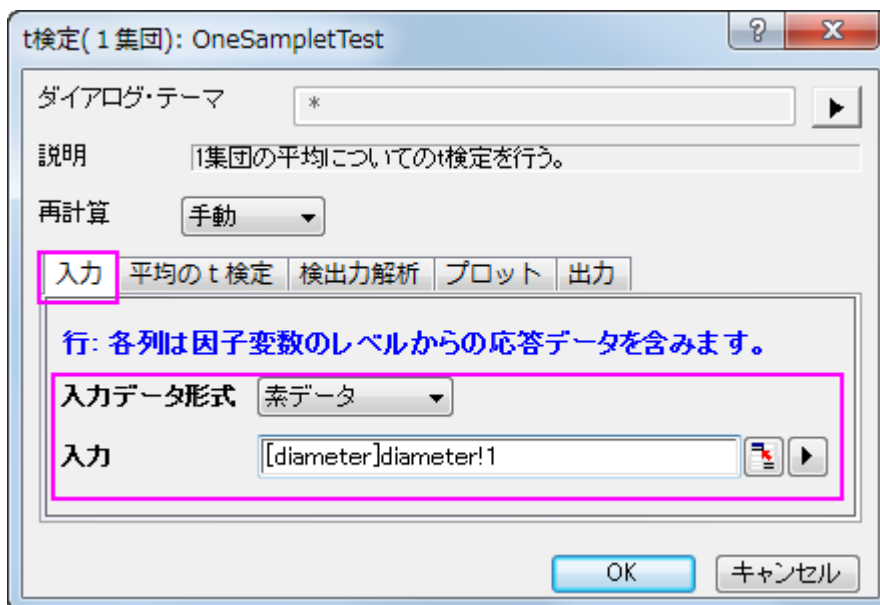 t検定(１集団): OneSampletTest
ダイアログ・テーマ *
説明 1集団の平均についてのt検定を行う。
再計算 手動
入力 平均のｔ検定 検出力解析 プロット 出力
行: 各列は因子変数のレベルからの応答データを含みます。
入力データ形式 素データ
入力 [diameter]diameter!1
OK キャンセル